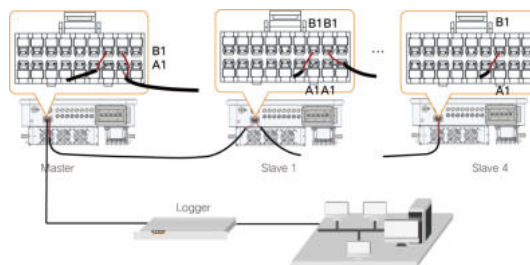 B1
A1
B1B1
A1A1
...
B1
A1
Master
Slave 1
Slave 4
Logger